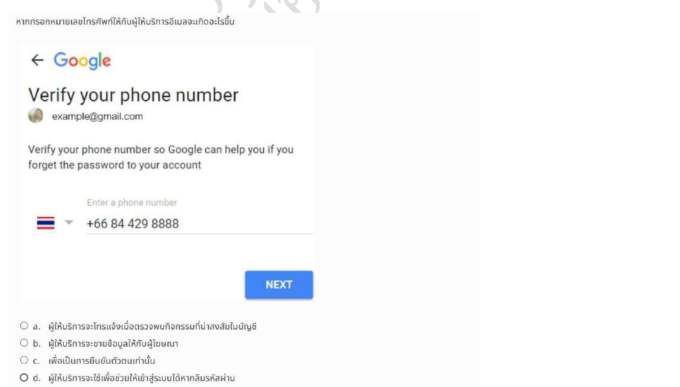 หากกรอกหมายเลขโทรศัพท์ให้กับผู้ให้บริการอีเมลจะเกิดอะไรขึ้น
Google
Verify your phone number
example@gmail.com
Verify your phone number so Google can help you if you
forget the password to your account
Enter a phone number
+66 84 429 8888
NEXT
a. ผู้ให้บริการจะโทรแจ้งเมื่อตรวจพบกิจกรรมที่น่าสงสัยในบัญชี
b. ผู้ให้บริการจะขายข้อมูลให้กับผู้โฆษณา
c. เพื่อเป็นการยืนยันตัวตนเท่านั้น
d. ผู้ให้บริการจะใช้เพื่อช่วยให้เข้าสู่ระบบได้หากลืมรหัสผ่าน